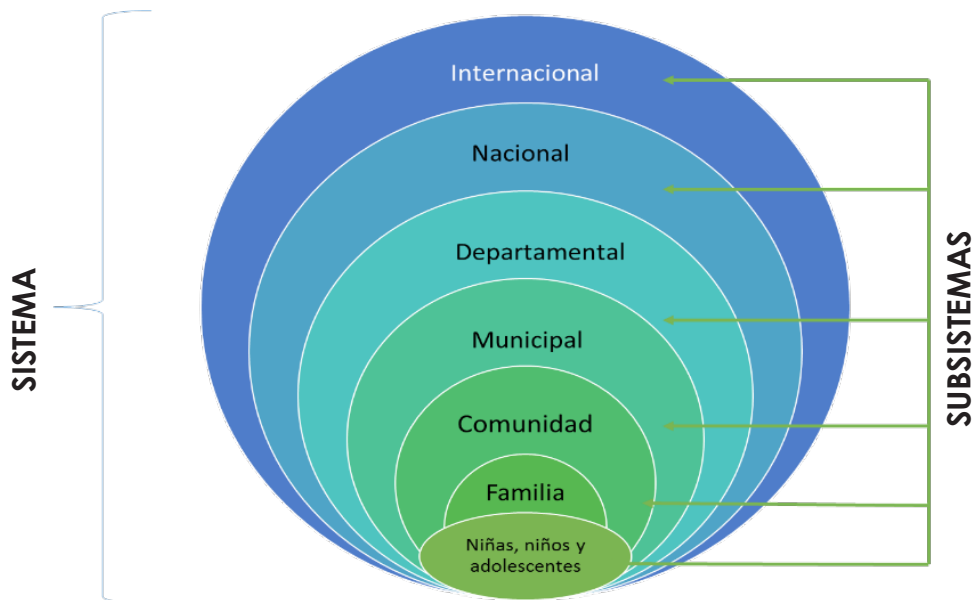 SISTEMA
Internacional
Nacional
Departamental
Municipal
Comunidad
Familia
Niñas, niños y
adolescentes
SUBSISTEMAS